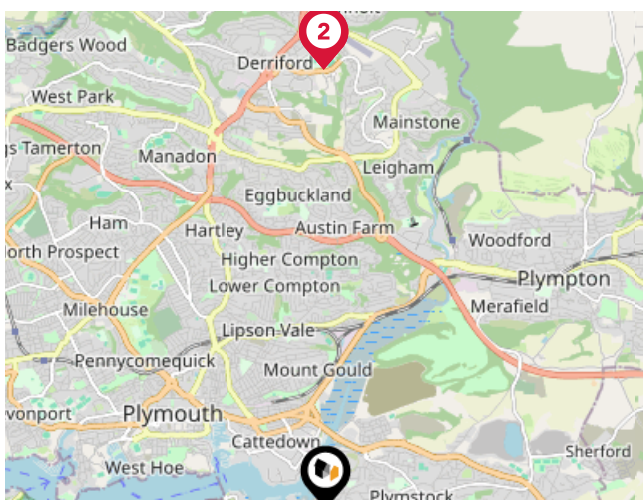 Badgers Wood
2
Derriford
West Park
Mainstone
gs Tamerton
Manadon
Leigham
x
Eggbuckland
Ham
Hartley
Austin Farm
Woodford
orth Prospect
Higher Compton
Plympton
Lower Compton
Milehouse
Merafield
Lipson Vale
Pennycomequick
Mount Gould
vonport
Plymouth
Cattedown
Sherford
West Hoe
Plymstock